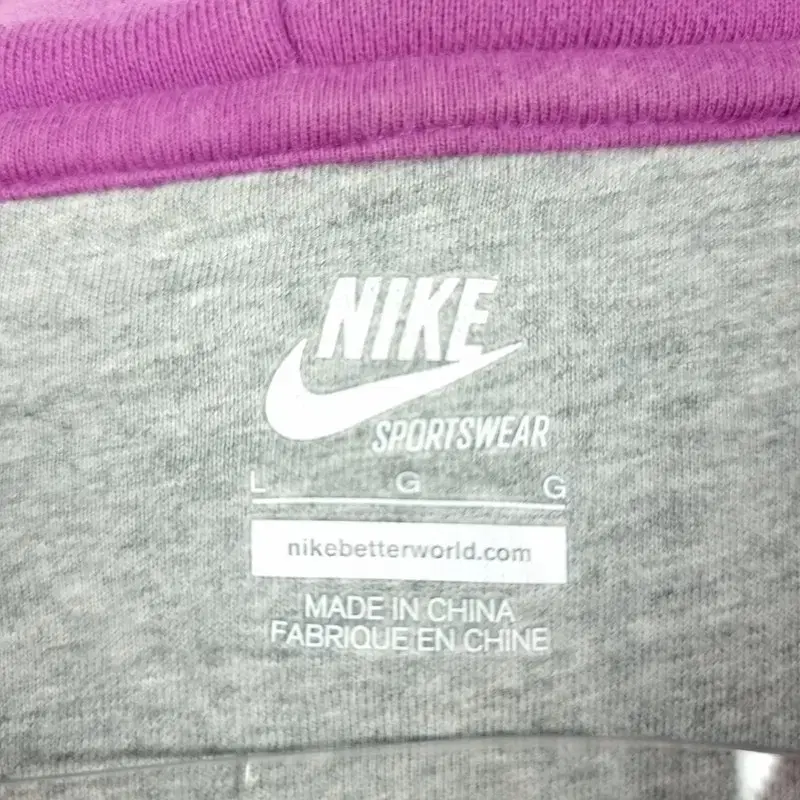 NIKE
SPORTSWEAR
L G G
nikebetterworld.com
MADE IN CHINA
FABRIQUE EN CHINE